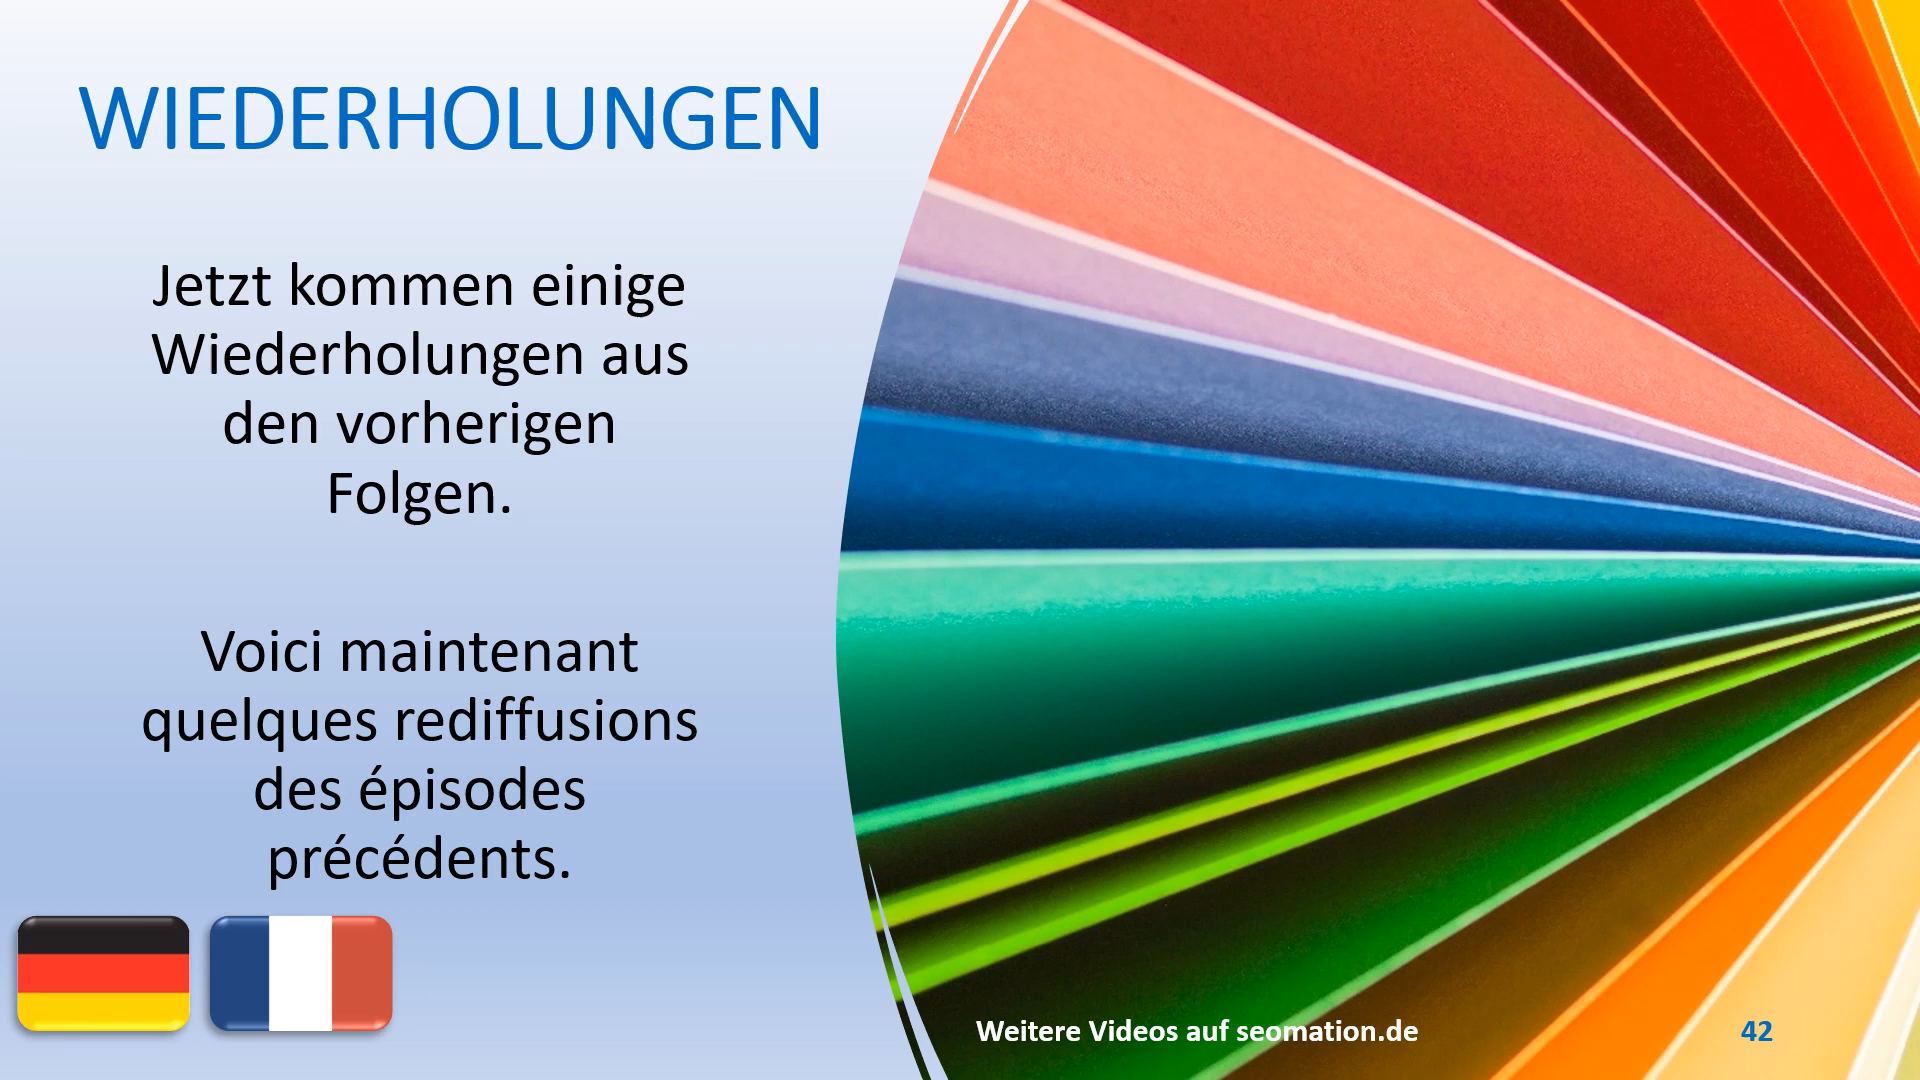 WIEDERHOLUNGEN
Jetzt kommen einige
Wiederholungen aus
den vorherigen
Folgen.
Voici maintenant
quelques rediffusions
des épisodes
précédents.
Weitere Videos auf seomation.de
42